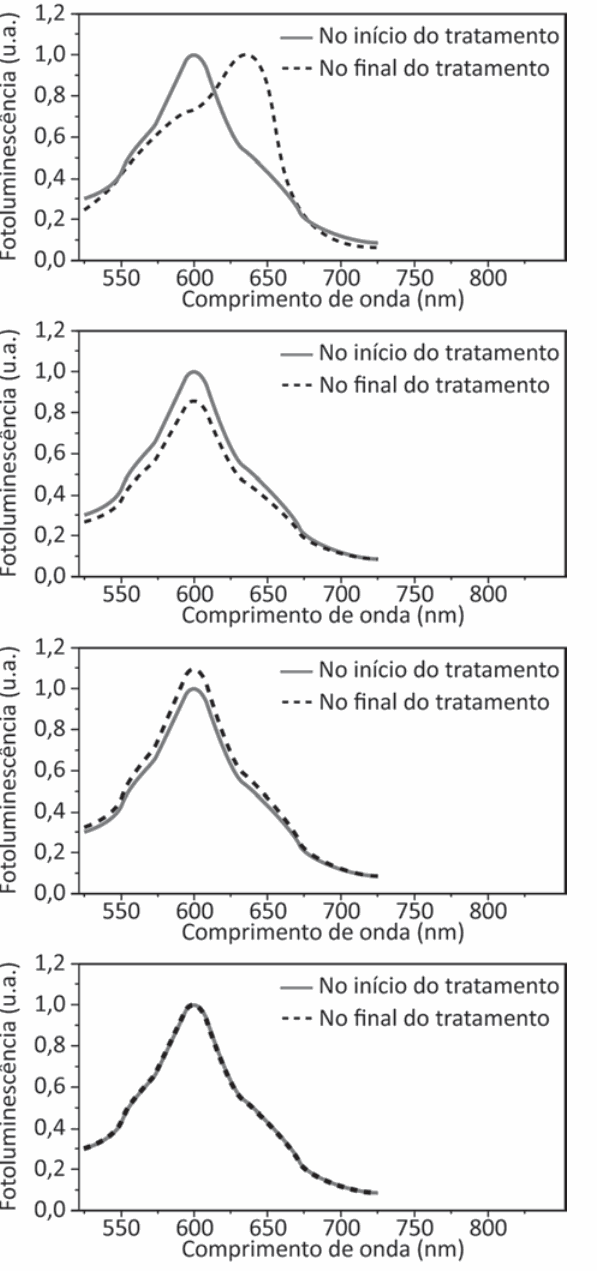 Fotoluminescência (u.a.)
1,2
1,0
0,8
0,6
0,4
0,2
0,0
No início do tratamento
No final do tratamento
550 600 650 700 750 800
Comprimento de onda (nm)
Fotoluminescência (u.a.)
1,2
1,0
0,8
0,6
0,4
0,2
0,0
No início do tratamento
No final do tratamento
550 600 650 700 750 800
Comprimento de onda (nm)
Fotoluminescência (u.a.)
1,2
1,0
0,8
0,6
0,4
0,2
0,0
No início do tratamento
No final do tratamento
550 600 650 700 750 800
Comprimento de onda (nm)
Fotoluminescência (u.a.)
1,2
1,0
0,8
0,6
0,4
0,2
0,0
No início do tratamento
No final do tratamento
550 600 650 700 750 800
Comprimento de onda (nm)